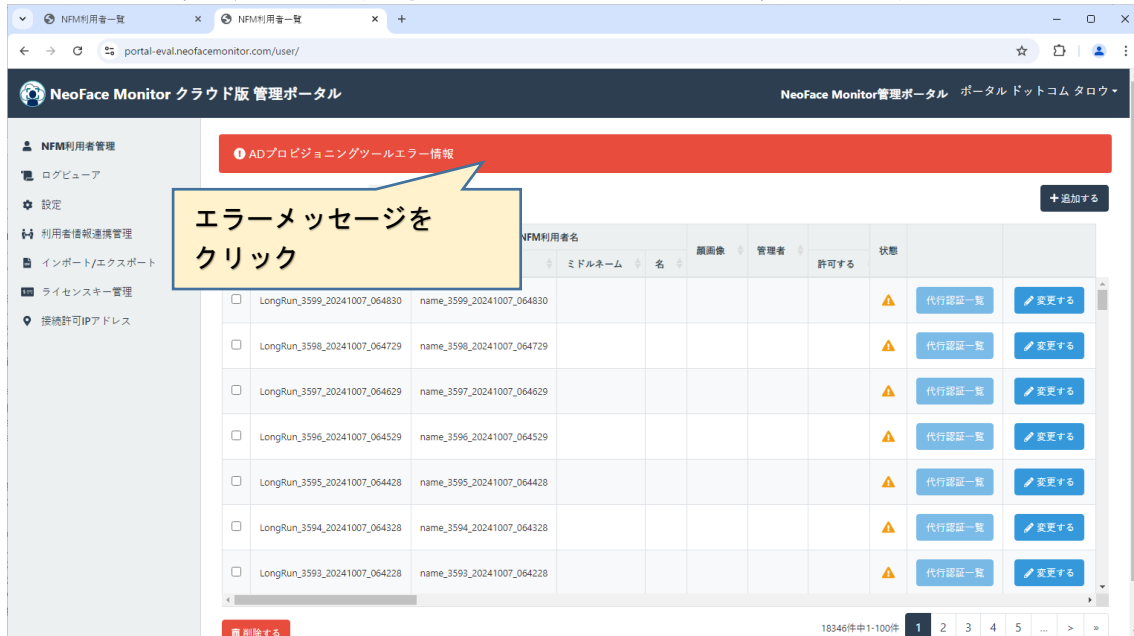 NFM利用者一覧
NFM利用者一覧
portal-eval.neofacemonitor.com/user/
NeoFace Monitor クラウド版 管理ポータル
NeoFace Monitor管理ポータル ポータル ドットコム タロウ
NFM利用者管理
ログビューア
設定
利用者情報連携管理
インポート/エクスポート
ライセンスキー管理
接続許可IPアドレス
ADプロビジョニングツールエラー情報
エラーメッセージを
クリック
+追加する
NFM利用者名
ミドルネーム 名 顔画像 管理者 許可する 状態
LongRun_3599_20241007_064830 name_3599_20241007_064830 代行認証一覧 変更する
LongRun_3598_20241007_064729 name_3598_20241007_064729 代行認証一覧 変更する
LongRun_3597_20241007_064629 name_3597_20241007_064629 代行認証一覧 変更する
LongRun_3596_20241007_064529 name_3596_20241007_064529 代行認証一覧 変更する
LongRun_3595_20241007_064428 name_3595_20241007_064428 代行認証一覧 変更する
LongRun_3594_20241007_064328 name_3594_20241007_064328 代行認証一覧 変更する
LongRun_3593_20241007_064228 name_3593_20241007_064228 代行認証一覧 変更する
削除する
18346件中1-100件 1 2 3 4 5 ... > »